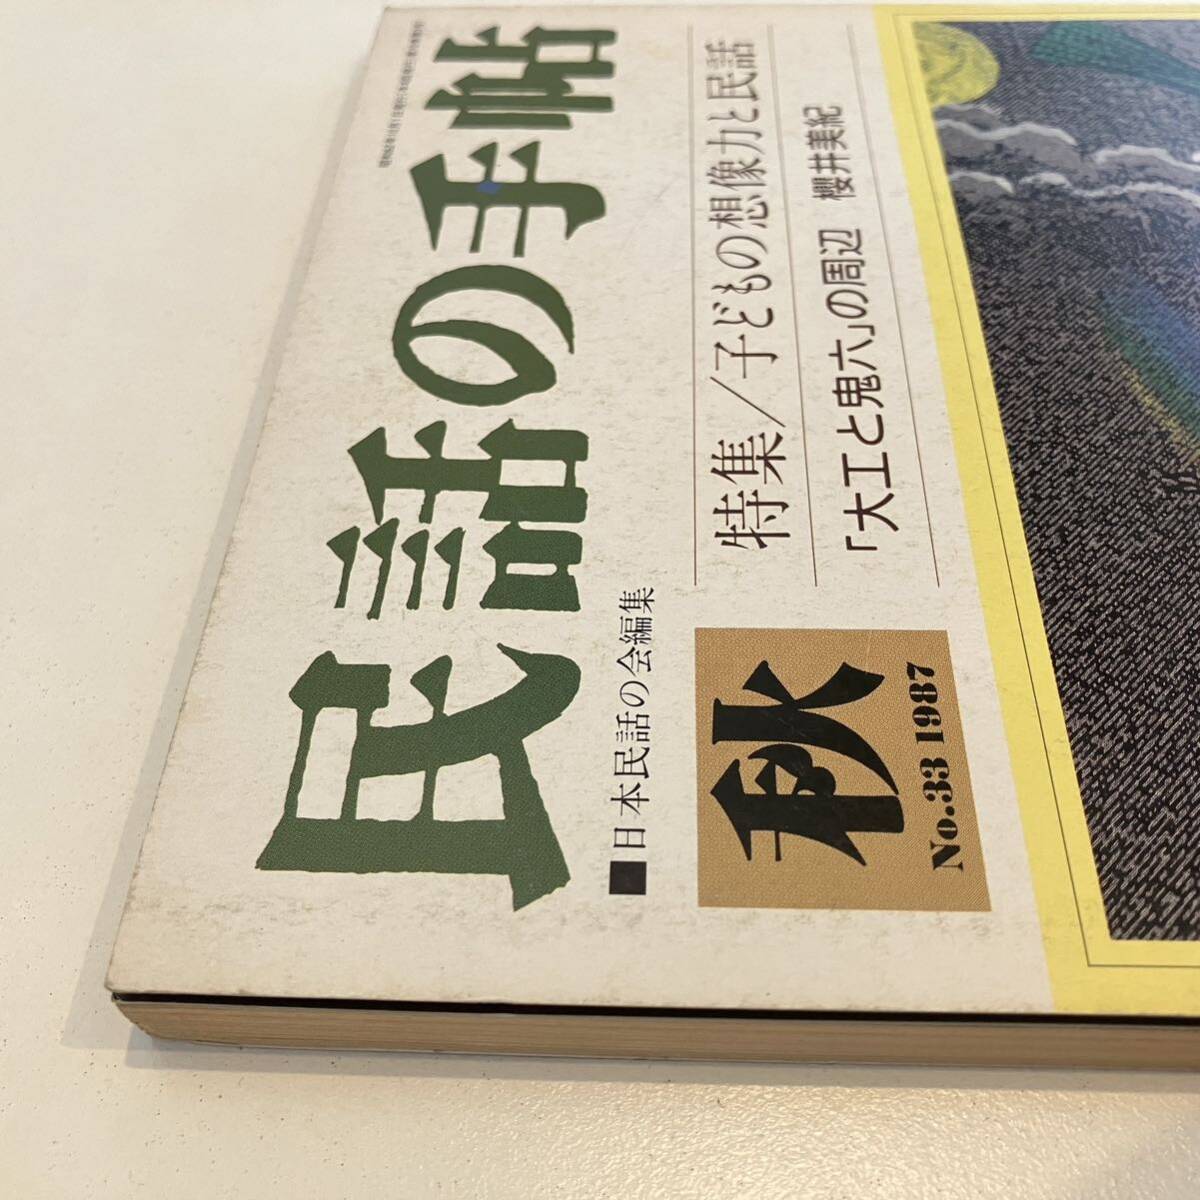 民話の手帖
■日本民話の会編集
秋
No.33 1987
特集/子どもの想像力と民話
「大工と鬼六」の周辺 櫻井美紀